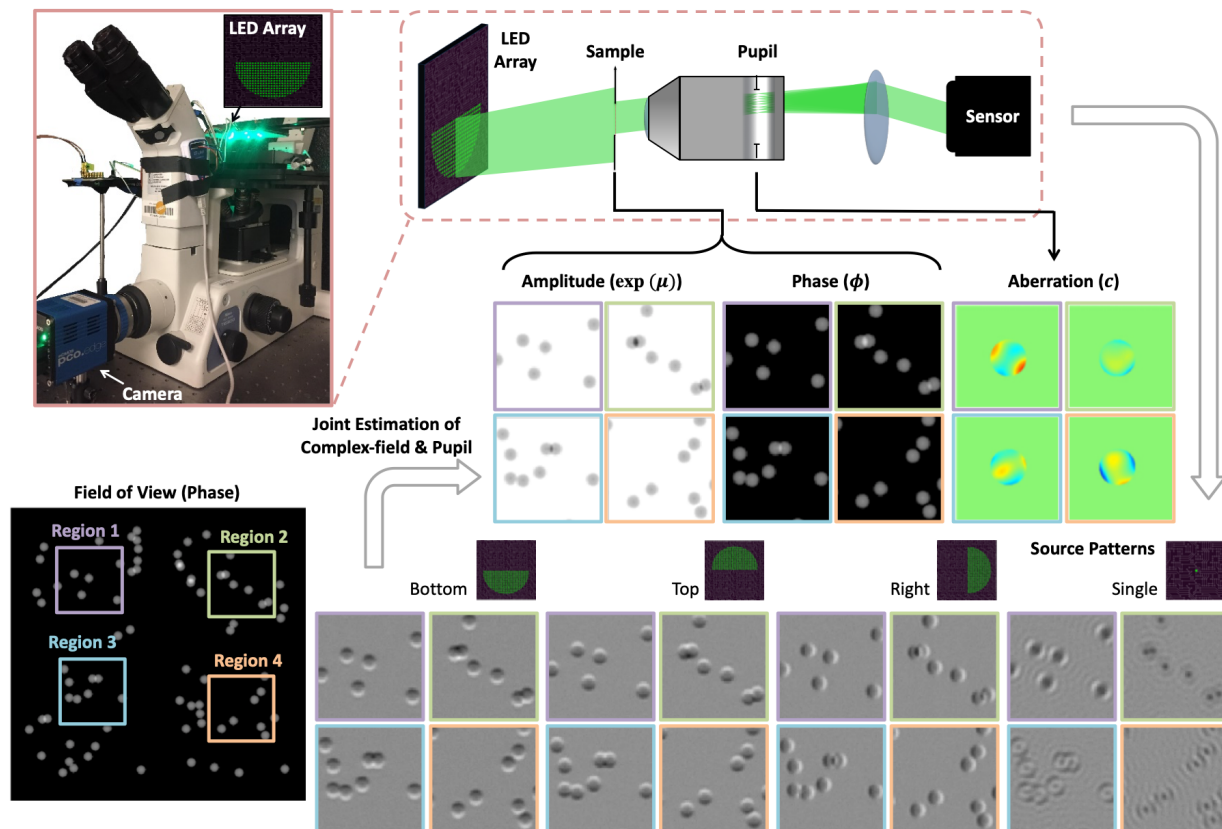 LED Array
LED
Array
Sample
Pupil
Sensor
pco.edge
Camera
Amplitude (exp (μ))
Phase (ϕ)
Aberration (c)
Joint Estimation of
Complex-field & Pupil
Field of View (Phase)
Region 1
Region 2
Region 3
Region 4
Source Patterns
Bottom
Top
Right
Single